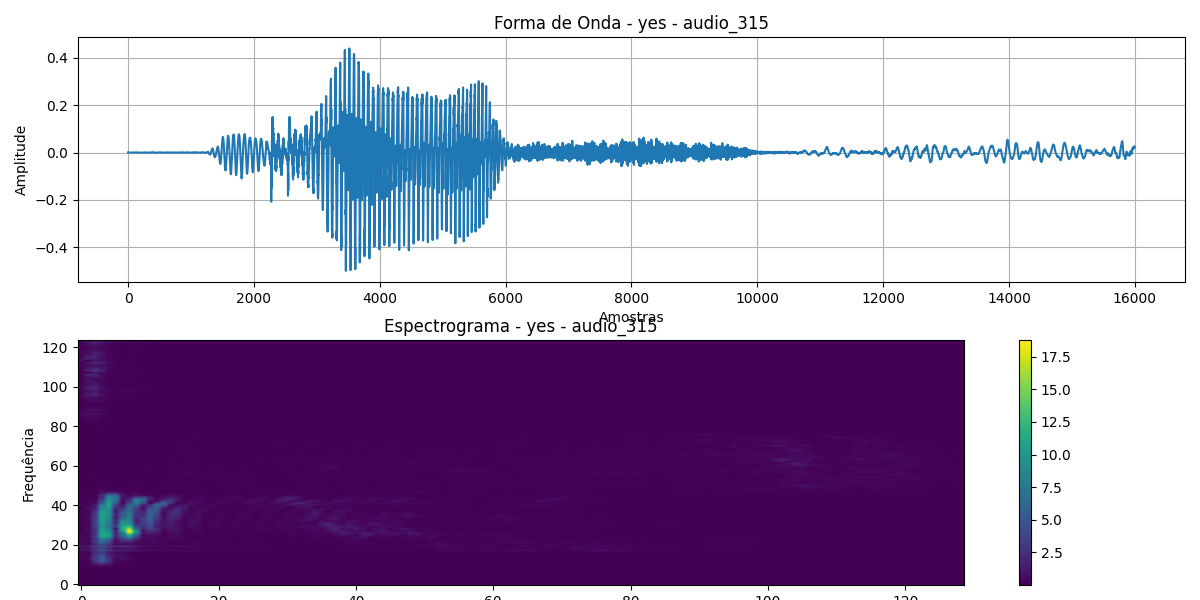 Forma de Onda - yes - audio_315
0.4
0.2
0.0
−0.2
−0.4
Amplitude
0 2000 4000 6000 8000 10000 12000 14000 16000
Amostras
Espectrograma - yes - audio_315
120
100
80
60
40
20
0
Frequência
0 20 40 60 80 100 120
17.5
15.0
12.5
10.0
7.5
5.0
2.5